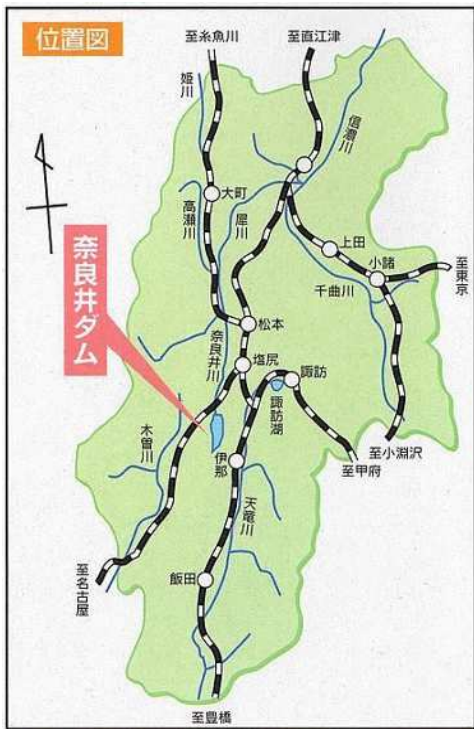 位置図
至糸魚川
至直江津
姫川
信濃川
大町
高瀬川
犀川
上田
小諸
至東京
千曲川
奈良井ダム
松本
奈良井川
塩尻
諏訪
諏訪湖
木曽川
至小淵沢
至甲府
伊那
天竜川
至名古屋
飯田
至豊橋